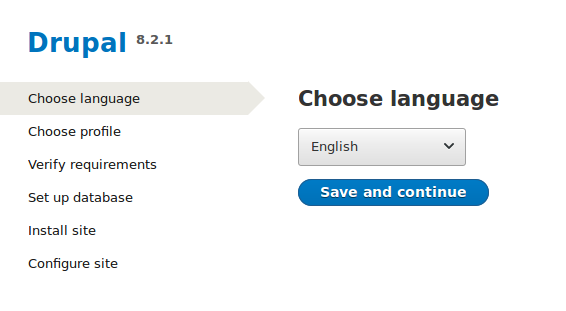 Drupal 8.2.1
Choose language
Choose profile
Verify requirements
Set up database
Install site
Configure site
Choose language
English
Save and continue